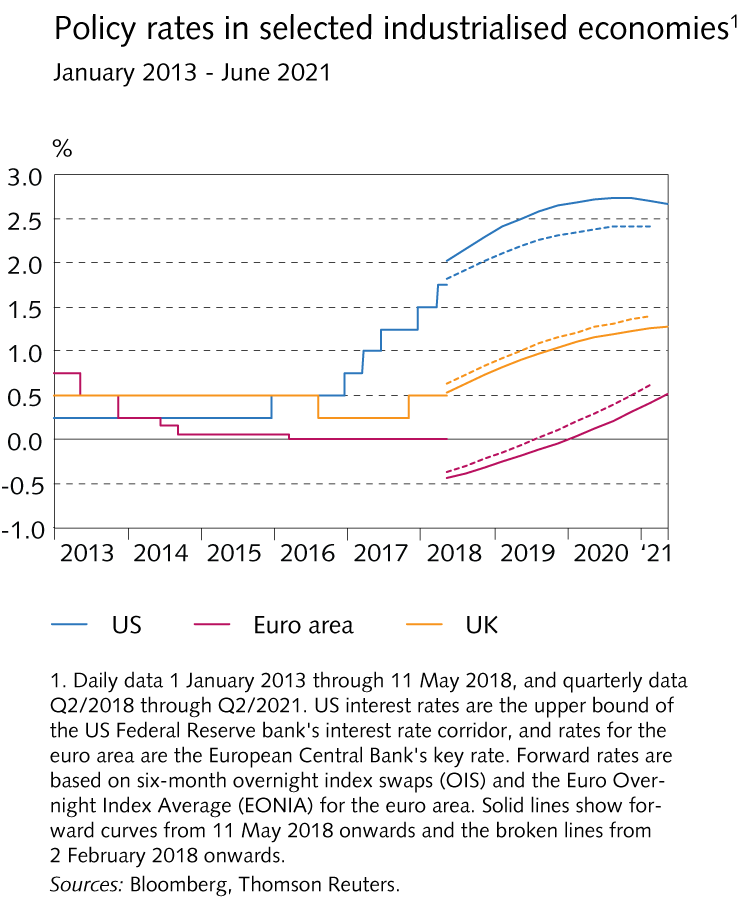 Policy rates in selected industrialised economies¹
January 2013 - June 2021
%
3.0
2.5
2.0
1.5
1.0
0.5
0.0
-0.5
-1.0
2013 2014 2015 2016 2017 2018 2019 2020 '21
US Euro area UK
1. Daily data 1 January 2013 through 11 May 2018, and quarterly data
Q2/2018 through Q2/2021. US interest rates are the upper bound of
the US Federal Reserve bank's interest rate corridor, and rates for the
euro area are the European Central Bank's key rate. Forward rates are
based on six-month overnight index swaps (OIS) and the Euro Over-
night Index Average (EONIA) for the euro area. Solid lines show for-
ward curves from 11 May 2018 onwards and the broken lines from
2 February 2018 onwards.
Sources: Bloomberg, Thomson Reuters.